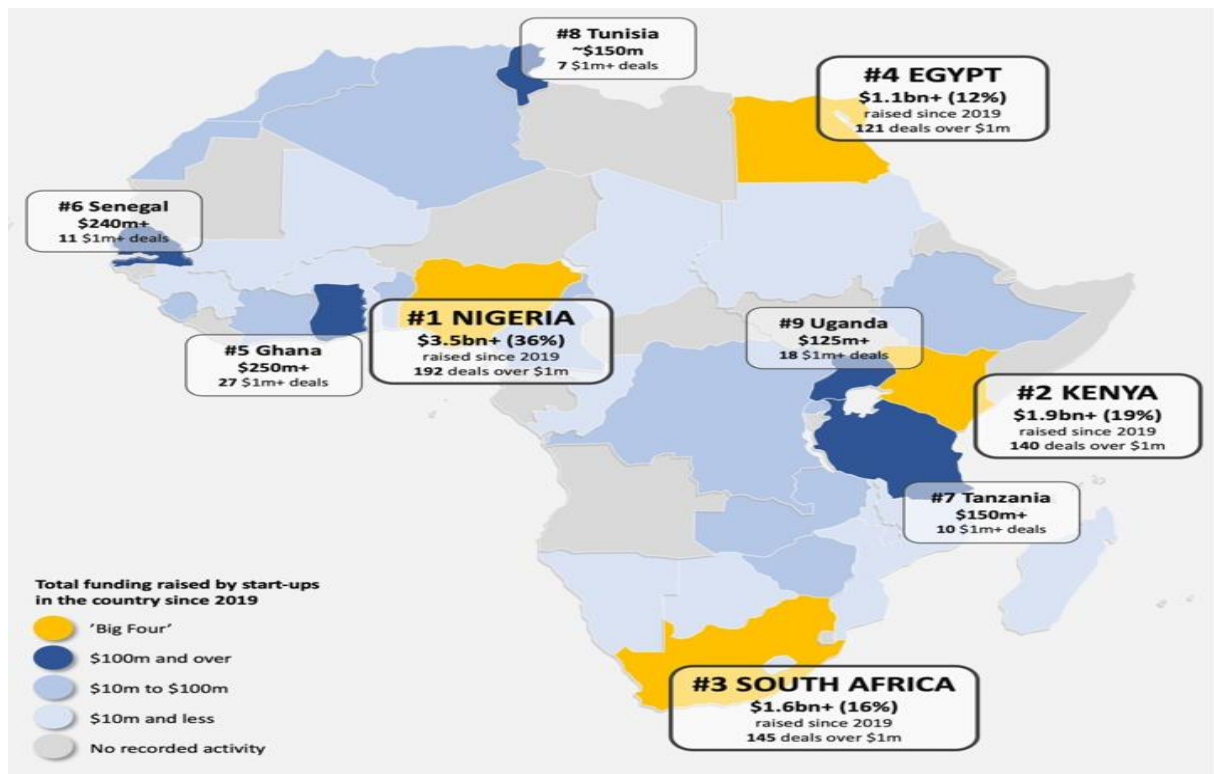 #8 Tunisia
~$150m
7 $1m+ deals
#4 EGYPT
$1.1bn+ (12%)
raised since 2019
121 deals over $1m
#6 Senegal
$240m+
11 $1m+ deals
#1 NIGERIA
$3.5bn+ (36%)
raised since 2019
192 deals over $1m
#5 Ghana
$250m+
27 $1m+ deals
#9 Uganda
$125m+
18 $1m+ deals
#2 KENYA
$1.9bn+ (19%)
raised since 2019
140 deals over $1m
#7 Tanzania
$150m+
10 $1m+ deals
#3 SOUTH AFRICA
$1.6bn+ (16%)
raised since 2019
145 deals over $1m
Total funding raised by start-ups
in the country since 2019
'Big Four'
$100m and over
$10m to $100m
$10m and less
No recorded activity